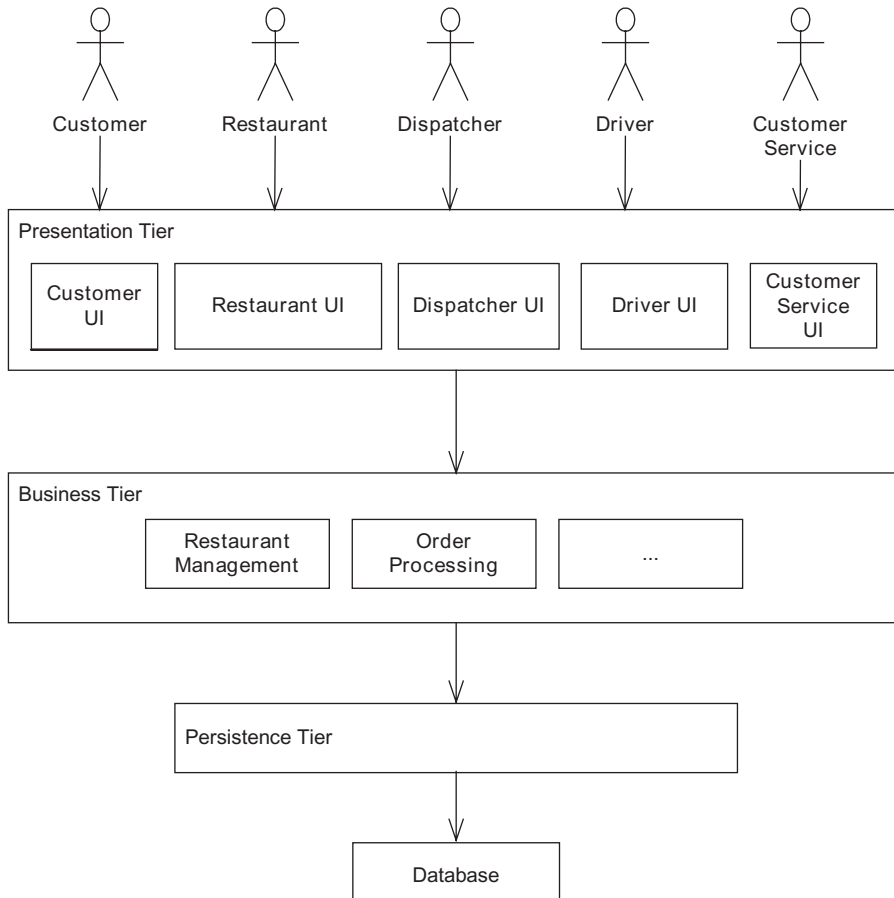 Customer
Restaurant
Dispatcher
Driver
Customer
Service
Presentation Tier
Customer
UI
Restaurant UI
Dispatcher UI
Driver UI
Customer
Service
UI
Business Tier
Restaurant
Management
Order
Processing
...
Persistence Tier
Database